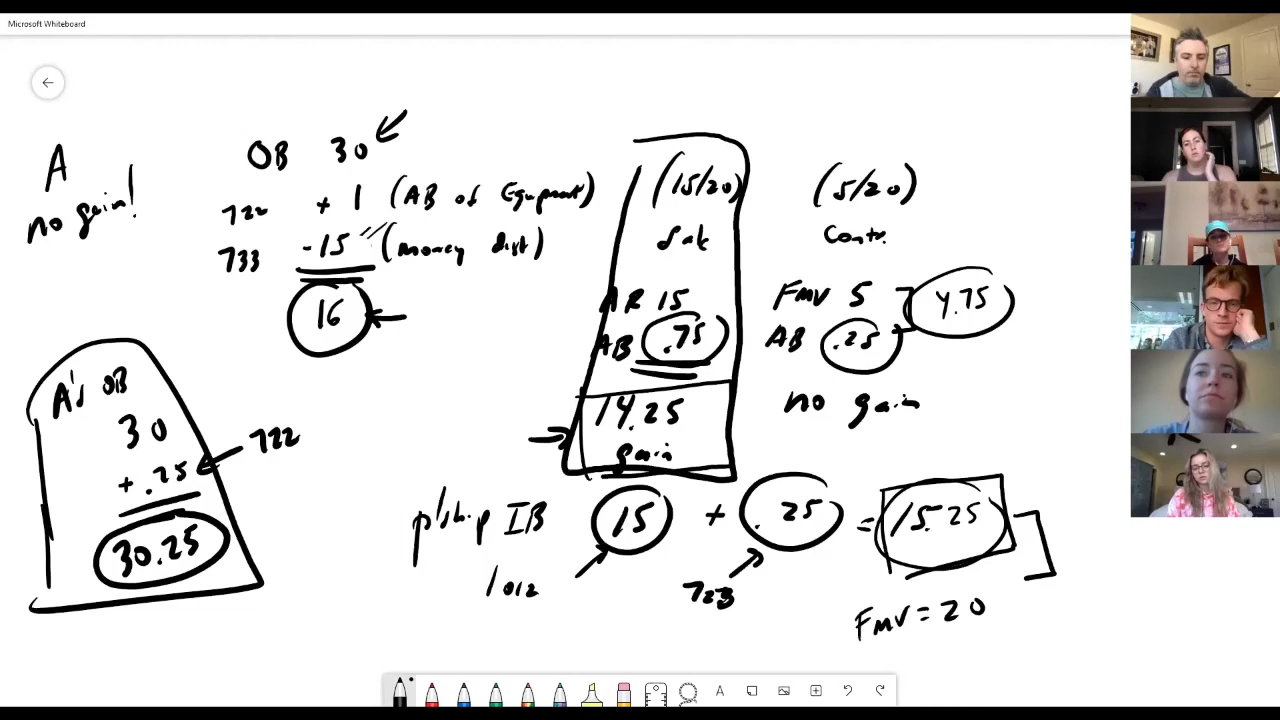 Microsoft Whiteboard
A
no gain!
OB 30
722 + 1 (AB of Equipment)
733 -15 (money dist)
16
A's OB
30
+ .25
30.25
722
(15/20)
Sale
AR 15
AB .75
14.25
gain
(5/20)
Contr.
FMV 5
AB .25
4.75
no gain
p'ship IB 15 + .25 = 15.25
1012
723
FMV = 20
A